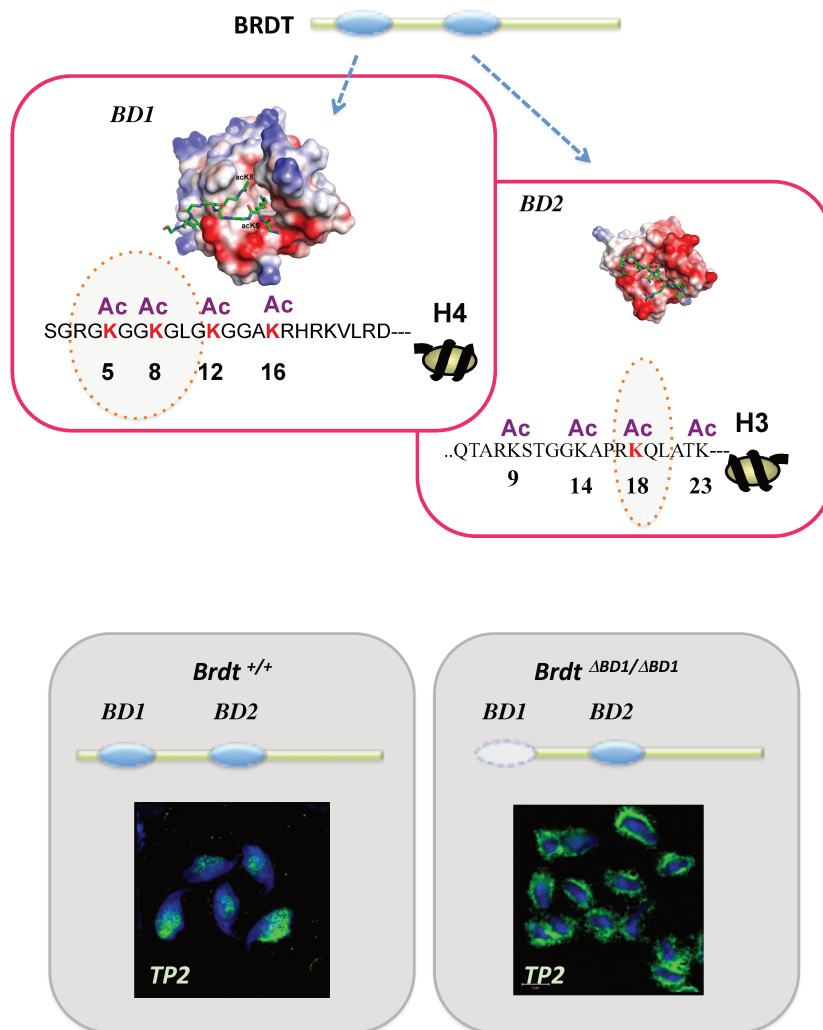 BRDT
BD1
acK8
acK5
Ac Ac Ac Ac
SGRGKGGKGLGKGGAKRHRKVLRD---
5 8 12 16
H4
BD2
Ac Ac Ac Ac
..QTARKSTGGKAPRKQLATK---
9 14 18 23
H3
Brdt +/+
BD1 BD2
TP2
Brdt ΔBD1/ΔBD1
BD1 BD2
TP2